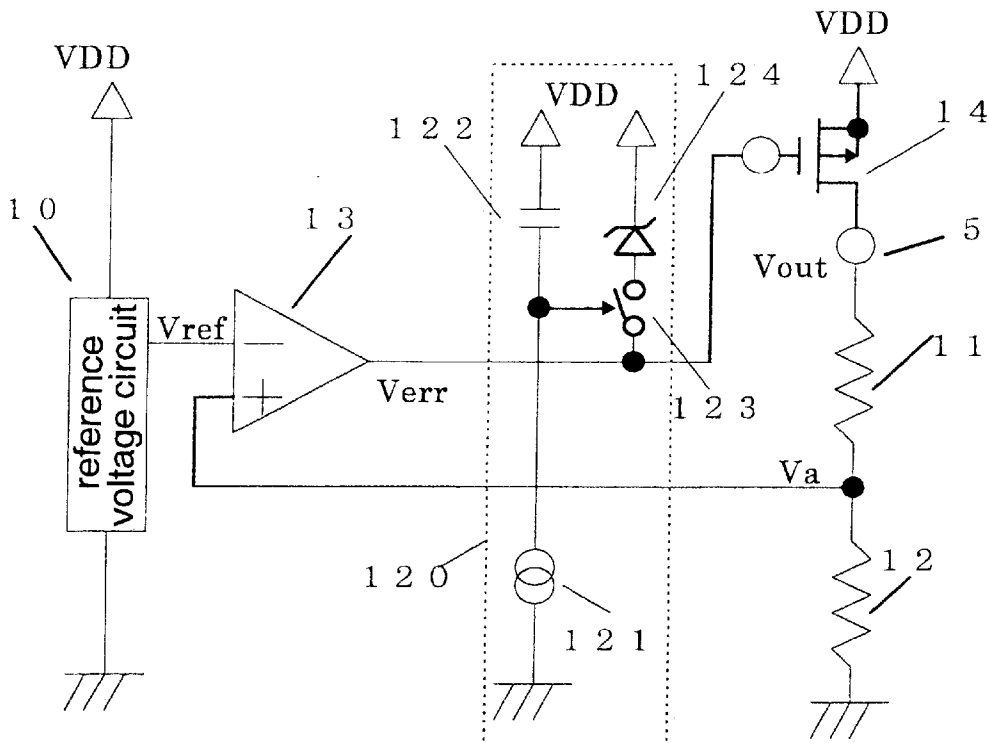 VDD
VDD
VDD
1 2 4
1 2 2
1 4
1 0
1 3
5
Vout
Vref
reference
voltage circuit
−
+
Verr
1 2 3
1 1
Va
1 2 0
1 2 1
1 2